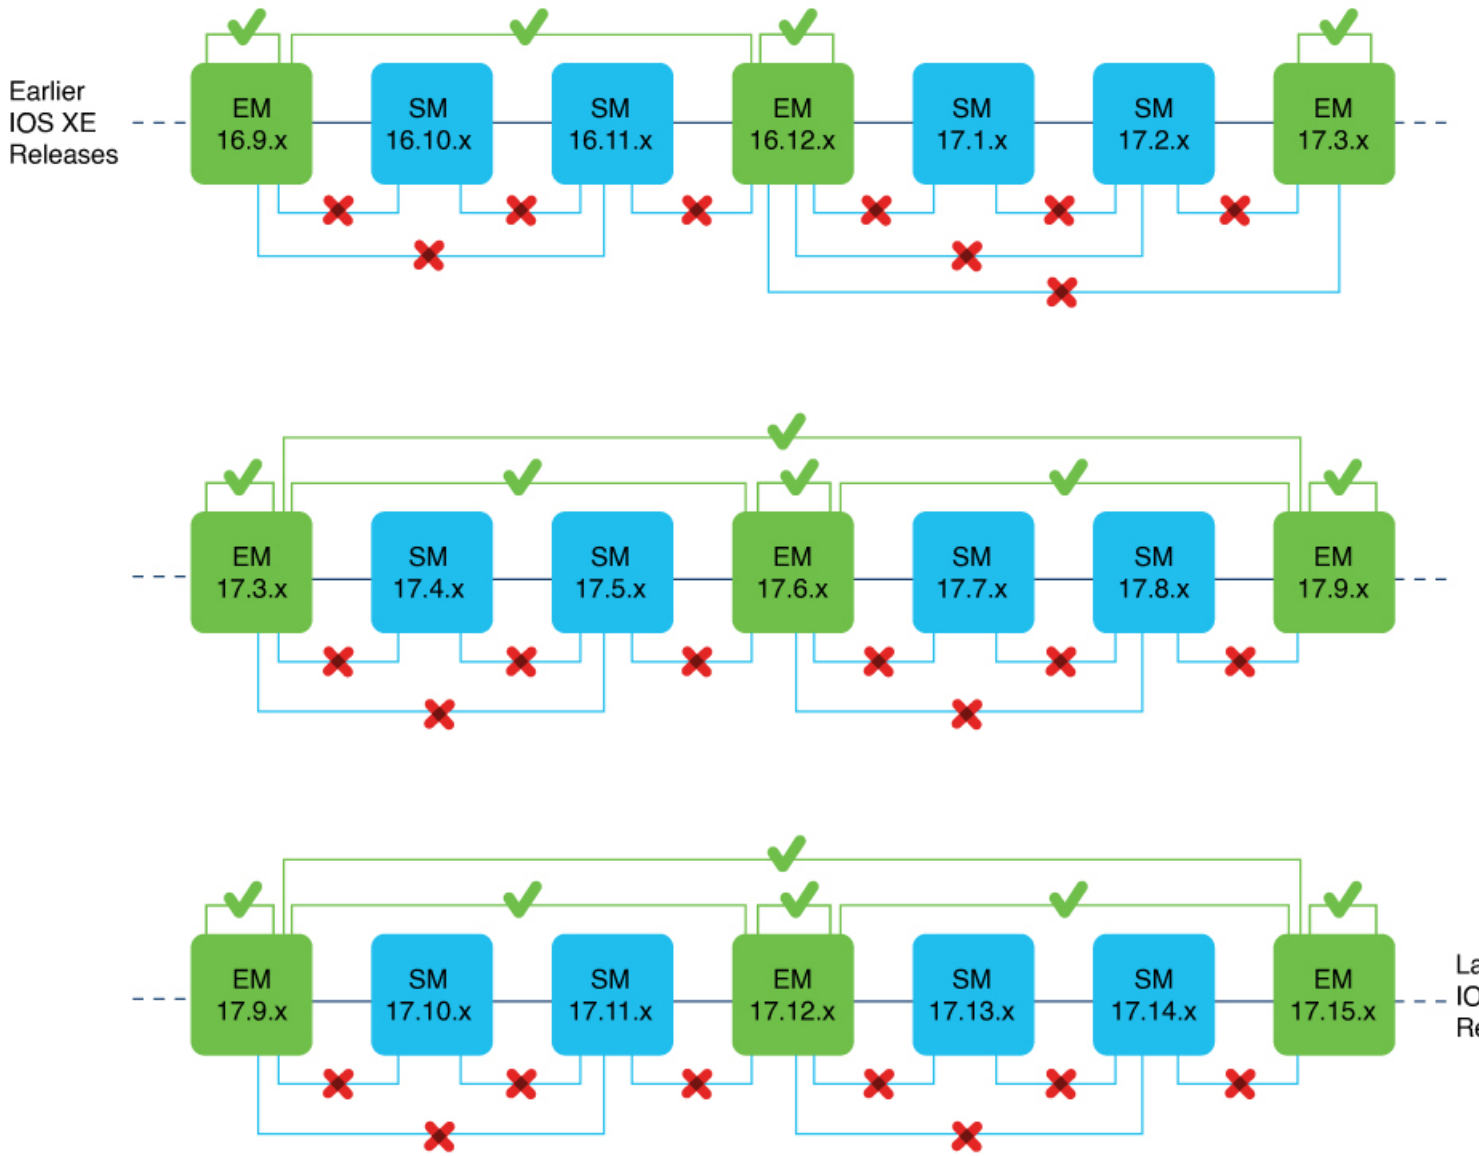 Earlier
IOS XE
Releases
EM
16.9.x
SM
16.10.x
SM
16.11.x
EM
16.12.x
SM
17.1.x
SM
17.2.x
EM
17.3.x
EM
17.3.x
SM
17.4.x
SM
17.5.x
EM
17.6.x
SM
17.7.x
SM
17.8.x
EM
17.9.x
EM
17.9.x
SM
17.10.x
SM
17.11.x
EM
17.12.x
SM
17.13.x
SM
17.14.x
EM
17.15.x